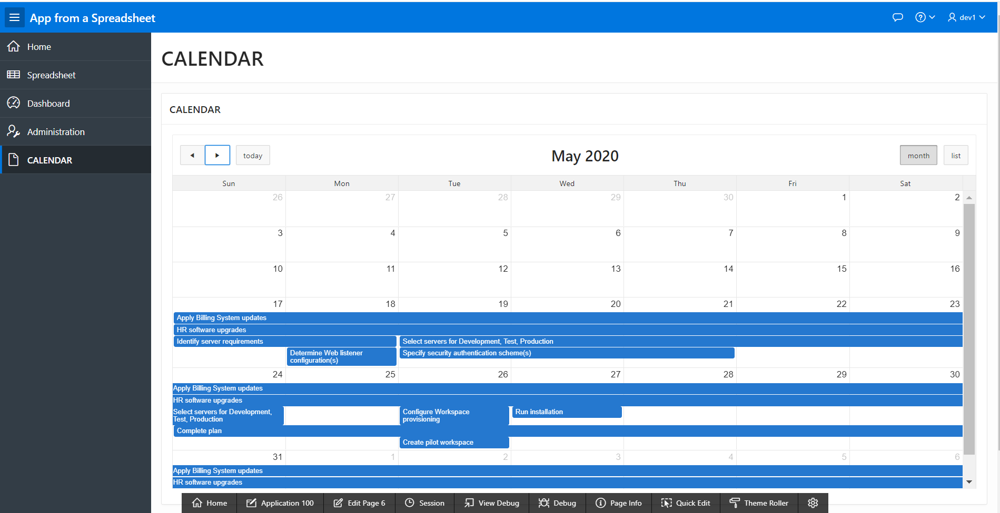 App from a Spreadsheet
dev1
Home
Spreadsheet
Dashboard
Administration
CALENDAR
CALENDAR
CALENDAR
today
May 2020
month
list
Sun Mon Tue Wed Thu Fri Sat
26 27 28 29 30 1 2
3 4 5 6 7 8 9
10 11 12 13 14 15 16
17 18 19 20 21 22 23
Apply Billing System updates
HR software upgrades
Identify server requirements
Select servers for Development, Test, Production
Determine Web listener
configuration(s)
Specify security authentication scheme(s)
24 25 26 27 28 29 30
Apply Billing System updates
HR software upgrades
Select servers for Development,
Test, Production
Configure Workspace
provisioning
Run installation
Complete plan
Create pilot workspace
31 1 2 3 4 5 6
Apply Billing System updates
HR software upgrades
Home
Application 100
Edit Page 6
Session
View Debug
Debug
Page Info
Quick Edit
Theme Roller